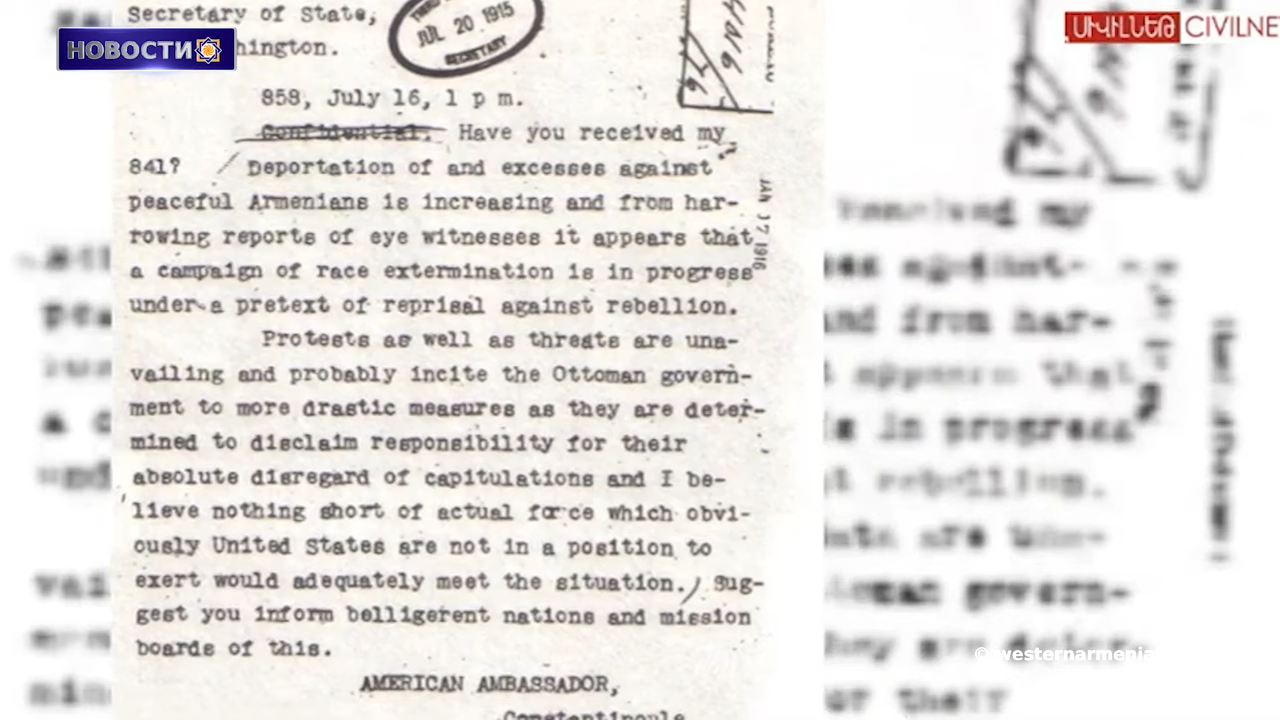 Secretary of State,
hington.
JUL 20 1915
SECRETARY
НОВОСТИ
ՍԻՎԻԼՆԵԹ CIVILNE
858, July 16, 1 p m.
Confidential. Have you received my
841? Deportation of and excesses against
peaceful Armenians is increasing and from har-
rowing reports of eye witnesses it appears that
a campaign of race extermination is in progress
under a pretext of reprisal against rebellion.
Protests as well as threats are una-
vailing and probably incite the Ottoman govern-
ment to more drastic measures as they are deter-
mined to disclaim responsibility for their
absolute disregard of capitulations and I be-
lieve nothing short of actual force which obvi-
ously United States are not in a position to
exert would adequately meet the situation. Sug-
gest you inform belligerent nations and mission
boards of this.
AMERICAN AMBASSADOR,
Constantinople
JAN 17 1916
©westernarmenia